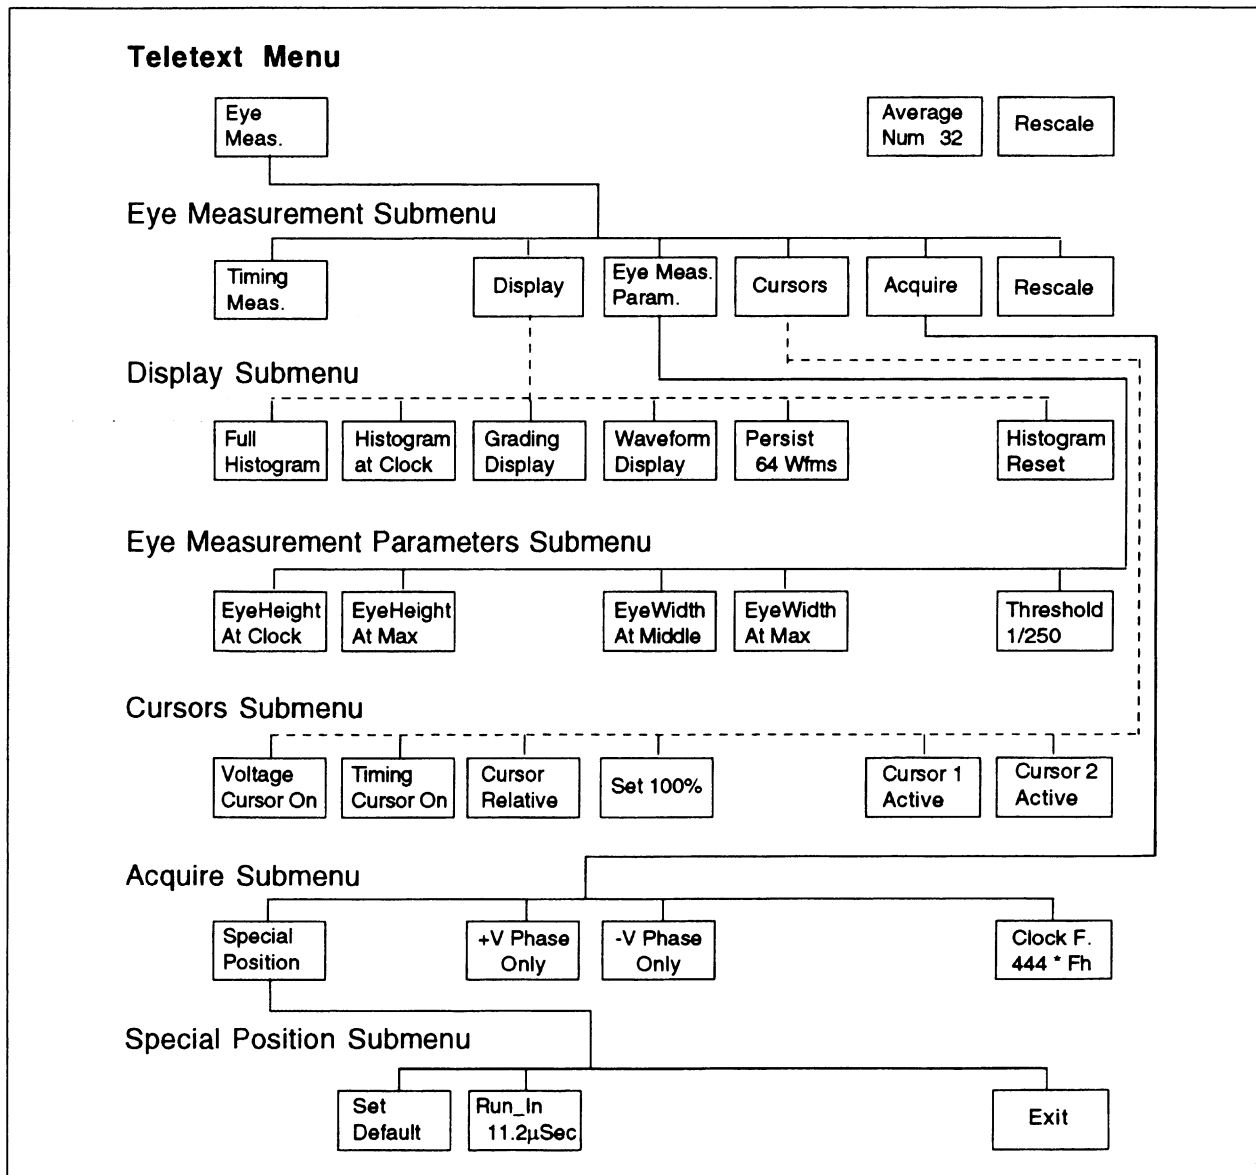 Teletext Menu
Eye
Meas.
Average
Num 32
Rescale
Eye Measurement Submenu
Timing
Meas.
Display
Eye Meas.
Param.
Cursors
Acquire
Rescale
Display Submenu
Full
Histogram
Histogram
at Clock
Grading
Display
Waveform
Display
Persist
64 Wfms
Histogram
Reset
Eye Measurement Parameters Submenu
EyeHeight
At Clock
EyeHeight
At Max
EyeWidth
At Middle
EyeWidth
At Max
Threshold
1/250
Cursors Submenu
Voltage
Cursor On
Timing
Cursor On
Cursor
Relative
Set 100%
Cursor 1
Active
Cursor 2
Active
Acquire Submenu
Special
Position
+V Phase
Only
-V Phase
Only
Clock F.
444 * Fh
Special Position Submenu
Set
Default
Run_In
11.2µSec
Exit